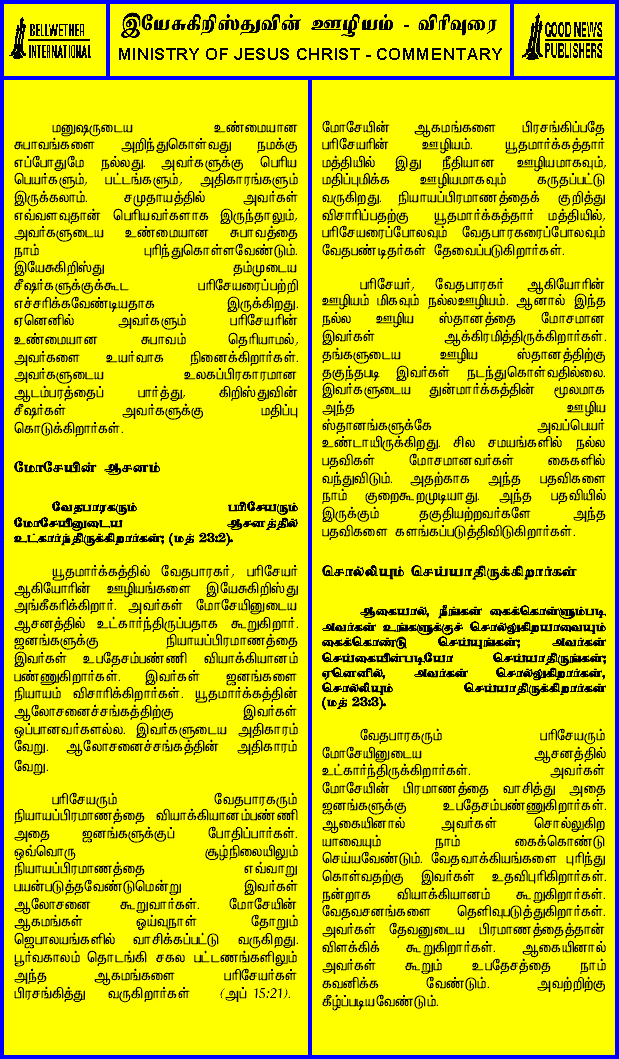 BELLWETHER
INTERNATIONAL
இயேசுகிறிஸ்துவின் ஊழியம் - விரிவுரை
MINISTRY OF JESUS CHRIST - COMMENTARY
GOOD NEWS
PUBLISHERS
மனுஷருடைய உண்மையான
சுபாவங்களை அறிந்துகொள்வது நமக்கு
எப்போதுமே நல்லது. அவர்களுக்கு பெரிய
பெயர்களும், பட்டங்களும், அதிகாரங்களும்
இருக்கலாம். சமுதாயத்தில் அவர்கள்
எவ்வளவுதான் பெரியவர்களாக இருந்தாலும்,
அவர்களுடைய உண்மையான சுபாவத்தை
நாம் புரிந்துகொள்ளவேண்டும்.
இயேசுகிறிஸ்து தம்முடைய
சீஷர்களுக்குக்கூட பரிசேயரைப்பற்றி
எச்சரிக்கவேண்டியதாக இருக்கிறது.
ஏனெனில் அவர்களும் பரிசேயரின்
உண்மையான சுபாவம் தெரியாமல்,
அவர்களை உயர்வாக நினைக்கிறார்கள்.
அவர்களுடைய உலகப்பிரகாரமான
ஆடம்பரத்தைப் பார்த்து, கிறிஸ்துவின்
சீஷர்கள் அவர்களுக்கு மதிப்பு
கொடுக்கிறார்கள்.
மோசேயின் ஆசனம்
வேதபாரகரும் பரிசேயரும்
மோசேயினுடைய ஆசனத்தில்
உட்கார்ந்திருக்கிறார்கள்; (மத் 23:2).
யூதமார்க்கத்தில் வேதபாரகர், பரிசேயர்
ஆகியோரின் ஊழியங்களை இயேசுகிறிஸ்து
அங்கீகரிக்கிறார். அவர்கள் மோசேயினுடைய
ஆசனத்தில் உட்கார்ந்திருப்பதாக கூறுகிறார்.
ஜனங்களுக்கு நியாயப்பிரமாணத்தை
இவர்கள் உபதேசம்பண்ணி வியாக்கியானம்
பண்ணுகிறார்கள். இவர்கள் ஜனங்களை
நியாயம் விசாரிக்கிறார்கள். யூதமார்க்கத்தின்
ஆலோசனைச்சங்கத்திற்கு இவர்கள்
ஒப்பானவர்களல்ல. இவர்களுடைய அதிகாரம்
வேறு. ஆலோசனைச்சங்கத்தின் அதிகாரம்
வேறு.
பரிசேயரும் வேதபாரகரும்
நியாயப்பிரமாணத்தை வியாக்கியானம்பண்ணி
அதை ஜனங்களுக்குப் போதிப்பார்கள்.
ஒவ்வொரு சூழ்நிலையிலும்
நியாயப்பிரமாணத்தை எவ்வாறு
பயன்படுத்தவேண்டுமென்று இவர்கள்
ஆலோசனை கூறுவார்கள். மோசேயின்
ஆகமங்கள் ஓய்வுநாள் தோறும்
ஜெபாலயங்களில் வாசிக்கப்பட்டு வருகிறது.
பூர்வகாலம் தொடங்கி சகல பட்டணங்களிலும்
அந்த ஆகமங்களை பரிசேயர்கள்
பிரசங்கித்து வருகிறார்கள் (அப் 15:21).
மோசேயின் ஆகமங்களை பிரசங்கிப்பதே
பரிசேயரின் ஊழியம். யூதமார்க்கத்தார்
மத்தியில் இது நீதியான ஊழியமாகவும்,
மதிப்புமிக்க ஊழியமாகவும் கருதப்பட்டு
வருகிறது. நியாயப்பிரமாணத்தைக் குறித்து
விசாரிப்பதற்கு யூதமார்க்கத்தார் மத்தியில்,
பரிசேயரைப்போலவும் வேதபாரகரைப்போலவும்
வேதபண்டிதர்கள் தேவைப்படுகிறார்கள்.
பரிசேயர், வேதபாரகர் ஆகியோரின்
ஊழியம் மிகவும் நல்லஊழியம். ஆனால் இந்த
நல்ல ஊழிய ஸ்தானத்தை மோசமான
இவர்கள் ஆக்கிரமித்திருக்கிறார்கள்.
தங்களுடைய ஊழிய ஸ்தானத்திற்கு
தகுந்தபடி இவர்கள் நடந்துகொள்வதில்லை.
இவர்களுடைய துன்மார்க்கத்தின் மூலமாக
அந்த ஊழிய
ஸ்தானங்களுக்கே அவப்பெயர்
உண்டாயிருக்கிறது. சில சமயங்களில் நல்ல
பதவிகள் மோசமானவர்கள் கைகளில்
வந்துவிடும். அதற்காக அந்த பதவிகளை
நாம் குறைகூறமுடியாது. அந்த பதவியில்
இருக்கும் தகுதியற்றவர்களே அந்த
பதவிகளை களங்கப்படுத்திவிடுகிறார்கள்.
சொல்லியும் செய்யாதிருக்கிறார்கள்
ஆகையால், நீங்கள் கைக்கொள்ளும்படி
அவர்கள் உங்களுக்குச் சொல்லுகிறயாவையும்
கைக்கொண்டு செய்யுங்கள்; அவர்கள்
செய்கையின்படியோ செய்யாதிருங்கள்;
ஏனெனில், அவர்கள் சொல்லுகிறார்கள்,
சொல்லியும் செய்யாதிருக்கிறார்கள்
(மத் 23:3).
வேதபாரகரும் பரிசேயரும்
மோசேயினுடைய ஆசனத்தில்
உட்கார்ந்திருக்கிறார்கள். அவர்கள்
மோசேயின் பிரமாணத்தை வாசித்து அதை
ஜனங்களுக்கு உபதேசம்பண்ணுகிறார்கள்.
ஆகையினால் அவர்கள் சொல்லுகிற
யாவையும் நாம் கைக்கொண்டு
செய்யவேண்டும். வேதவாக்கியங்களை புரிந்து
கொள்வதற்கு இவர்கள் உதவிபுரிகிறார்கள்.
நன்றாக வியாக்கியானம் கூறுகிறார்கள்.
வேதவசனங்களை தெளிவுபடுத்துகிறார்கள்.
அவர்கள் தேவனுடைய பிரமாணத்தைத்தான்
விளக்கிக் கூறுகிறார்கள். ஆகையினால்
அவர்கள் கூறும் உபதேசத்தை நாம்
கவனிக்க வேண்டும். அவற்றிற்கு
கீழ்ப்படியவேண்டும்.